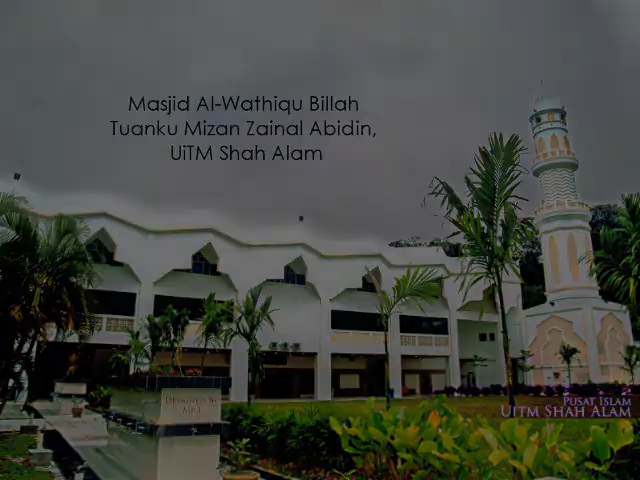 Masjid Al-Wathiqu Billah
Tuanku Mizan Zainal Abidin,
UiTM Shah Alam
Pusat Islam
UiTM Shah Alam